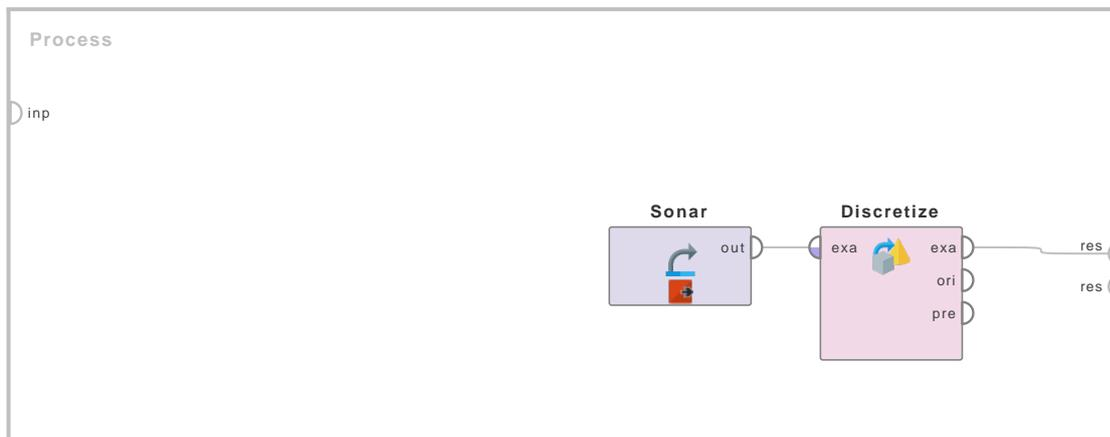 Process
inp
Sonar
Discretize
out
exa
exa
res
ori
res
pre